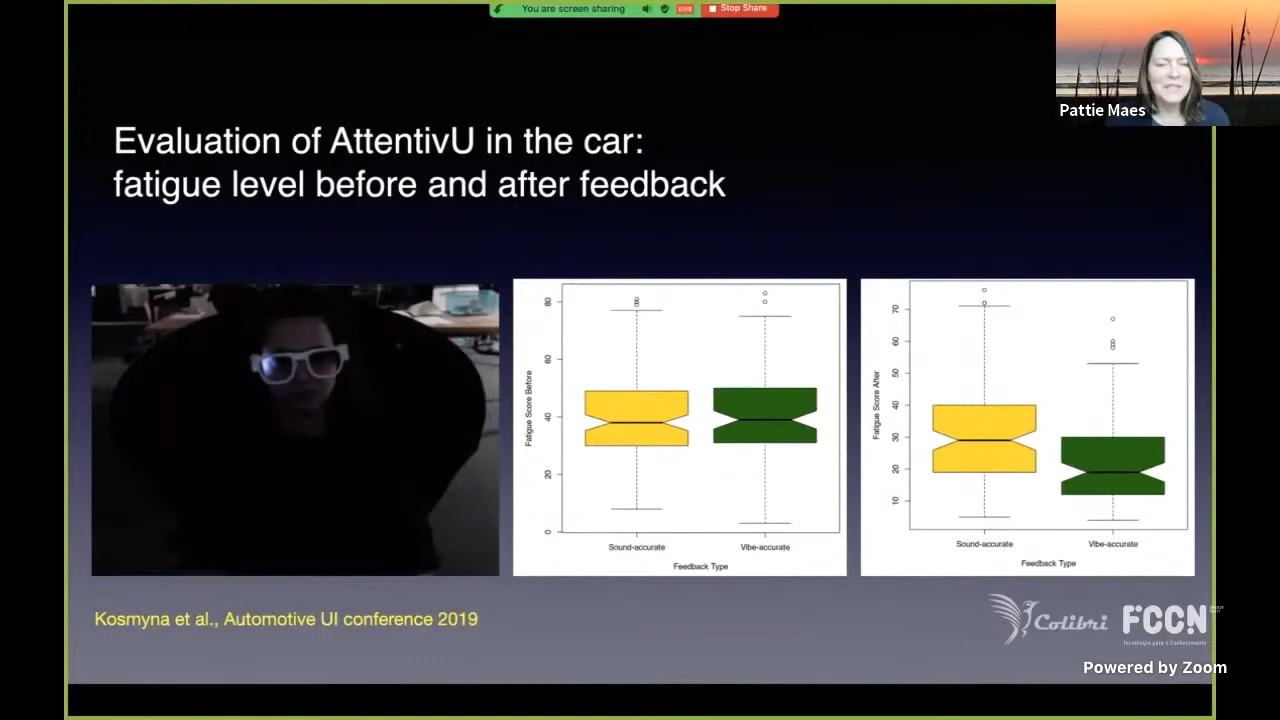 You are screen sharing
LIVE
Stop Share
Pattie Maes
Evaluation of AttentivU in the car:
fatigue level before and after feedback
Fatigue Score Before
80
60
40
20
0
Sound-accurate
Vibe-accurate
Feedback Type
Fatigue Score After
70
60
50
40
30
20
10
Sound-accurate
Vibe-accurate
Feedback Type
Kosmyna et al., Automotive UI conference 2019
Colibri
FCCN
Tecnologia para o Conhecimento
Powered by Zoom